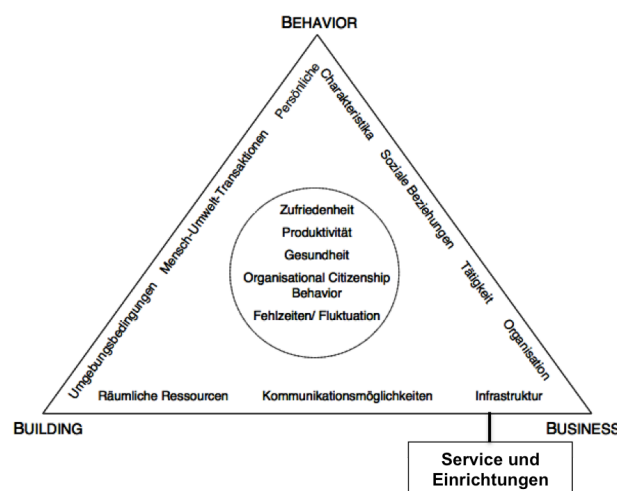 BEHAVIOR
Persönliche
Charakteristika
Mensch-Umwelt-Transaktionen
Soziale Beziehungen
Umgebungsbedingungen
Tätigkeit
Organisation
Zufriedenheit
Produktivität
Gesundheit
Organisational Citizenship
Behavior
Fehlzeiten/ Fluktuation
Räumliche Ressourcen Kommunikationsmöglichkeiten Infrastruktur
BUILDING BUSINESS
Service und
Einrichtungen